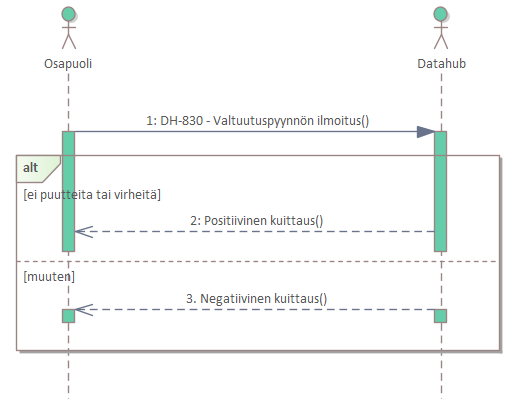 Osapuoli
Datahub
1: DH-830 - Valtuutuspyynnön ilmoitus()
alt
[ei puutteita tai virheitä]
2: Positiivinen kuittaus()
[muuten]
3. Negatiivinen kuittaus()